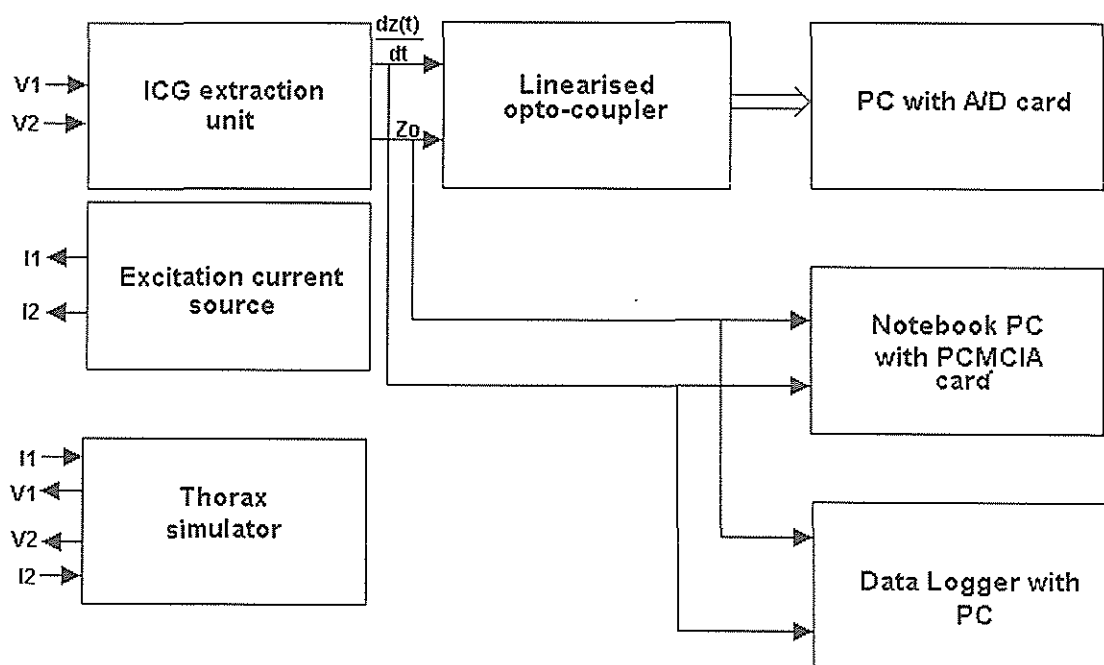 dz(t)
dt
V1
V2
ICG extraction
unit
Zo
Linearised
opto-coupler
PC with A/D card
I1
I2
Excitation current
source
Notebook PC
with PCMCIA
card
I1
V1
V2
I2
Thorax
simulator
Data Logger with
PC